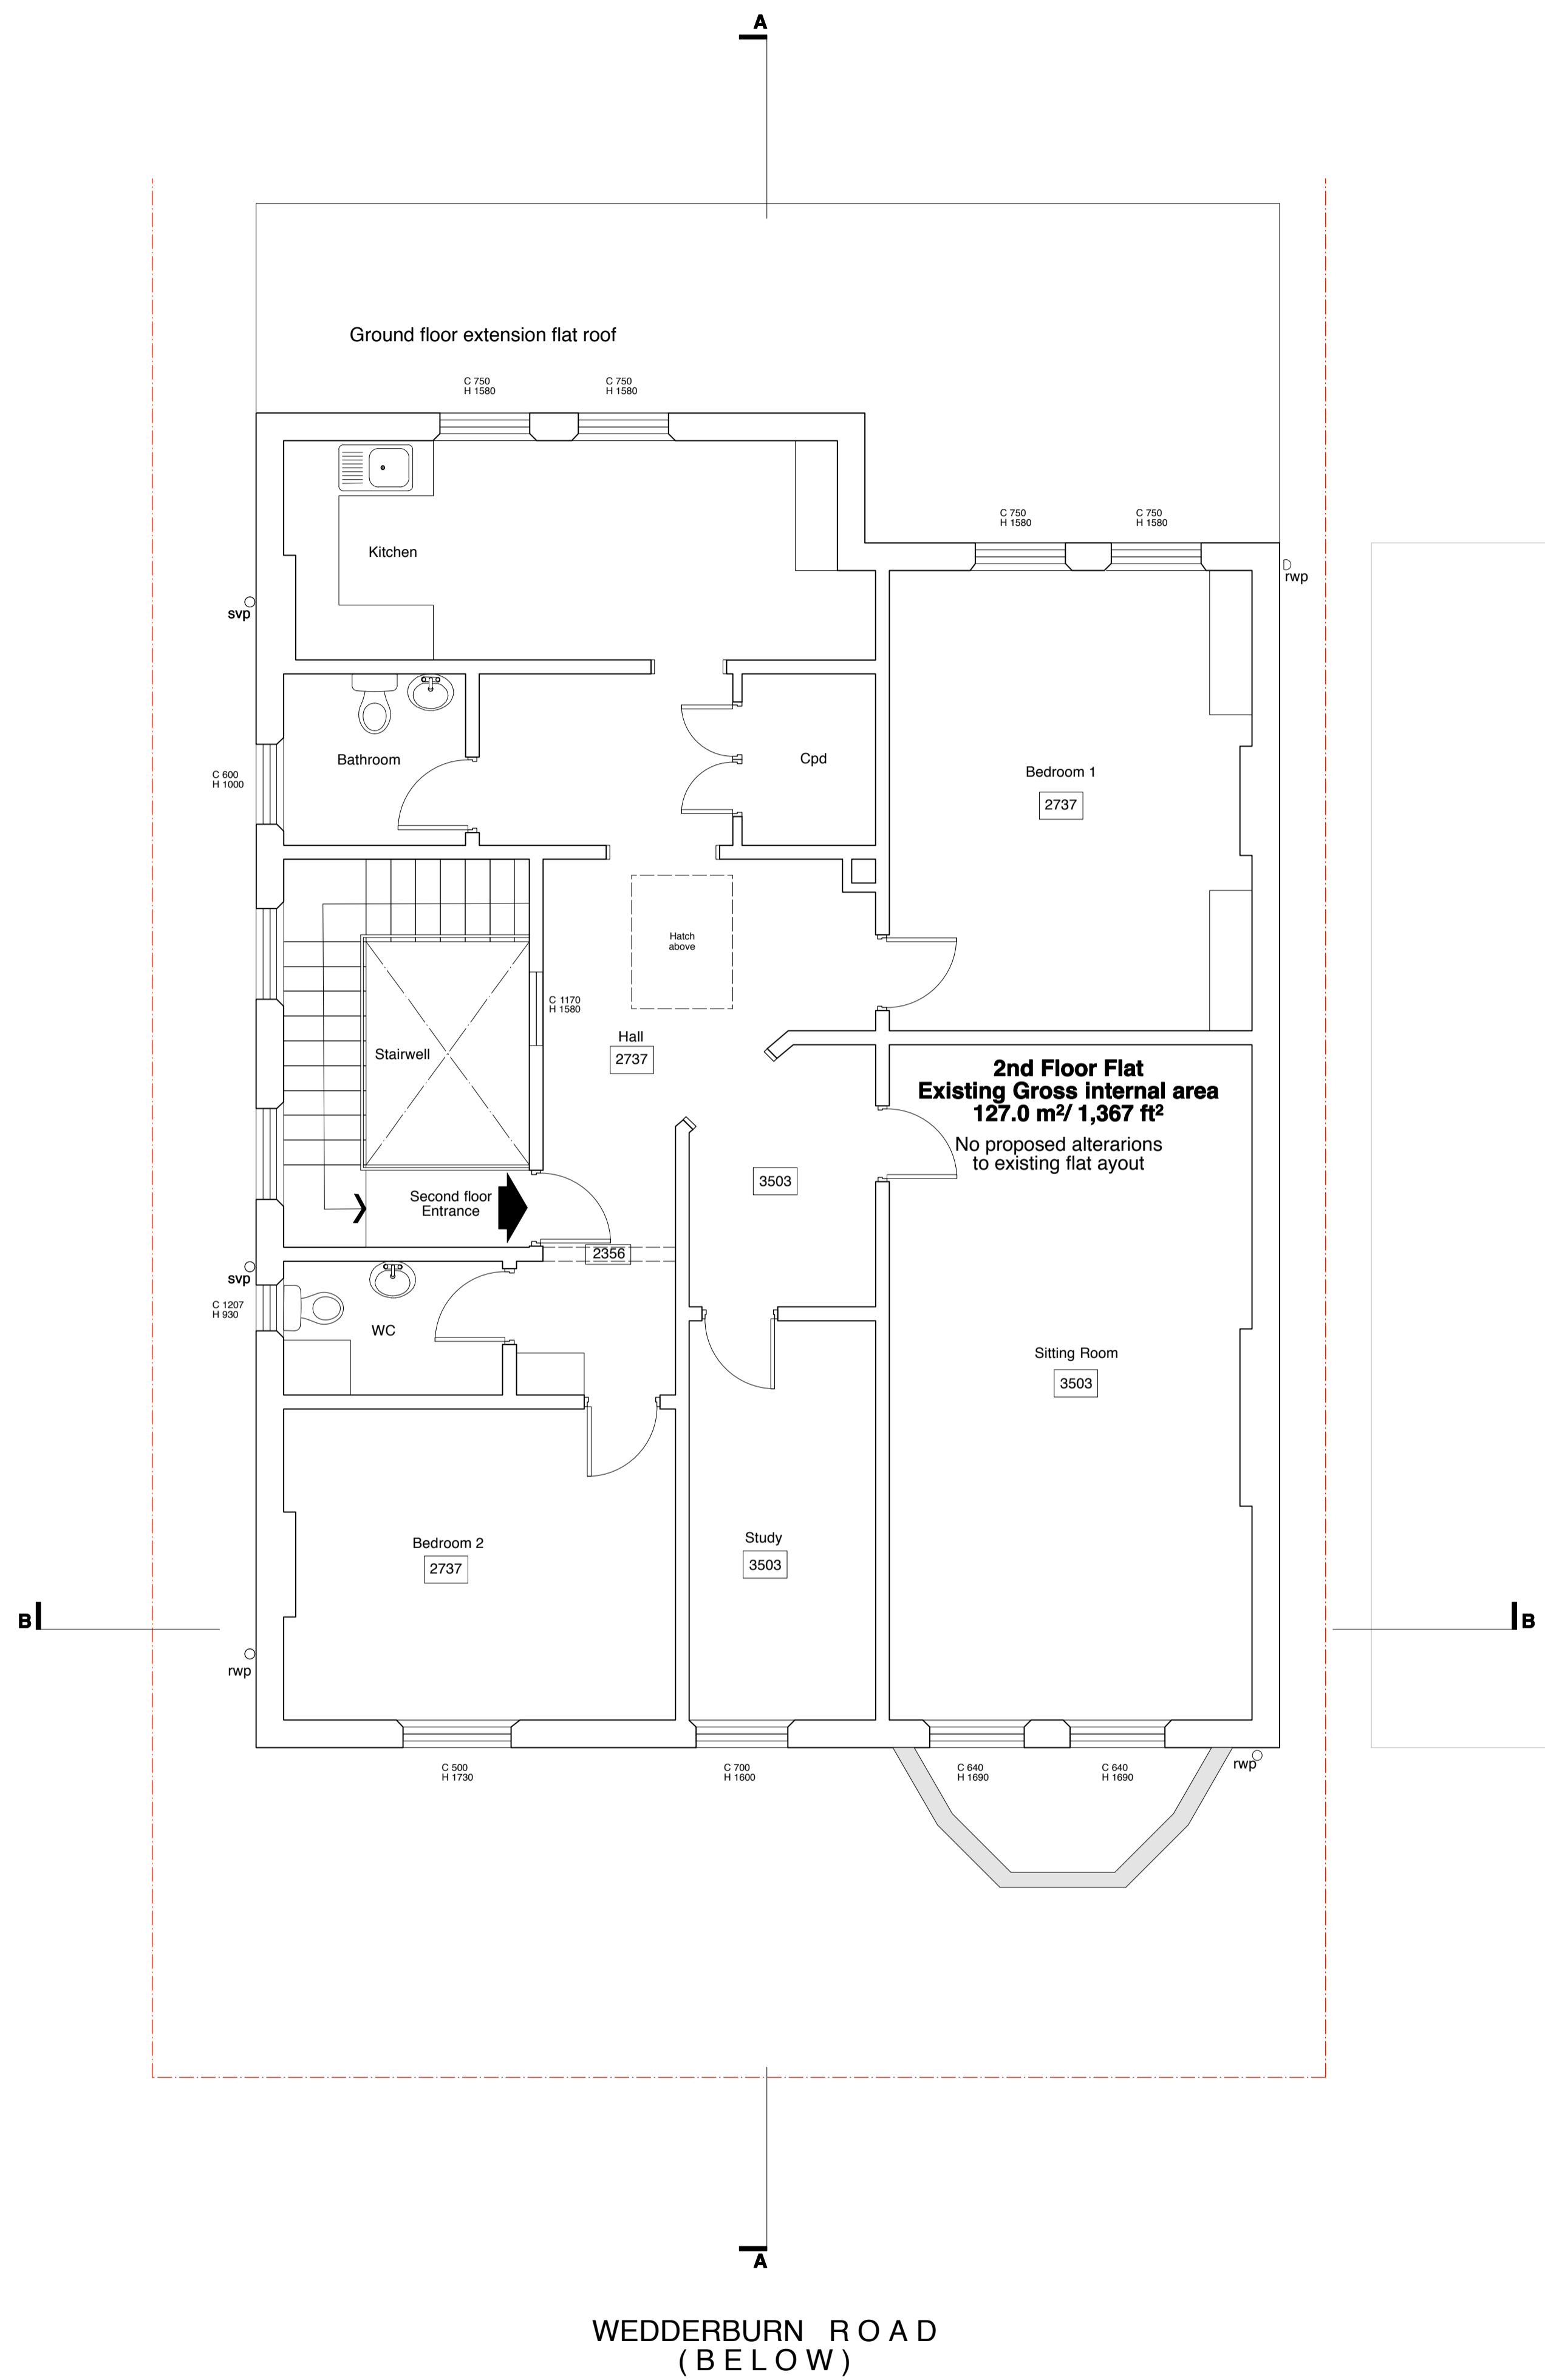 A
Ground floor extension flat roof
C 750
H 1580
C 750
H 1580
C 750
H 1580
C 750
H 1580
Kitchen
rwp
svp
Bathroom
Cpd
Bedroom 1
2737
C 600
H 1000
Hatch
above
C 1170
H 1580
Hall
2737
Stairwell
2nd Floor Flat
Existing Gross internal area
127.0 m²/ 1,367 ft²
No proposed alterarions
to existing flat ayout
3503
Second floor
Entrance
2356
svp
C 1207
H 930
WC
Sitting Room
3503
Bedroom 2
2737
Study
3503
B
B
rwp
C 500
H 1730
C 700
H 1600
C 640
H 1690
C 640
H 1690
rwp
A
WEDDERBURN ROAD
(BELOW)